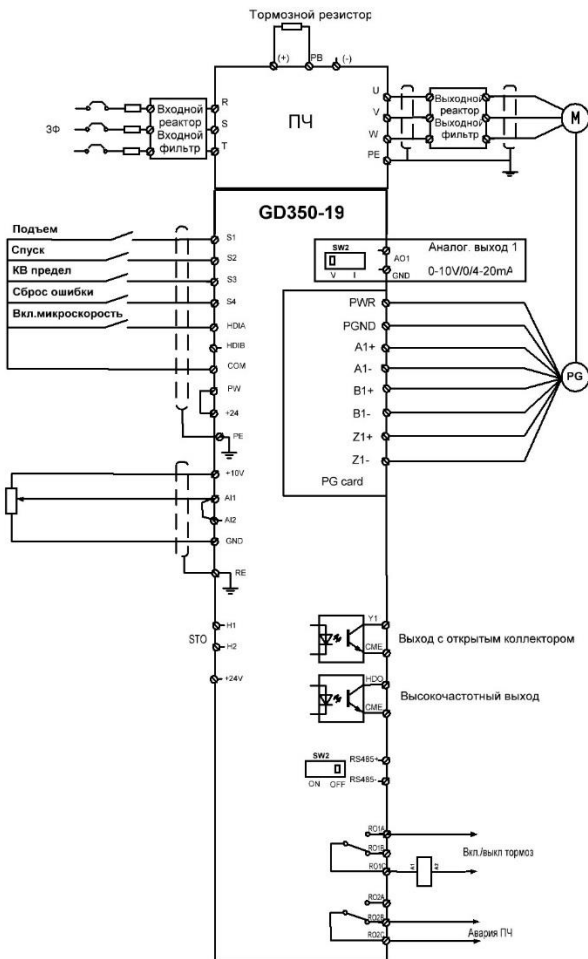 Тормозной резистор
(+) PB (-)
R
S
T
3Ф
Входной
реактор
Входной
фильтр
ПЧ
U
V
W
PE
Выходной
реактор
Выходной
фильтр
M
GD350-19
Подъем
S1
Спуск
S2
КВ предел
S3
Сброс ошибки
S4
Вкл.микроскорость
HDIA
HDIB
COM
PW
+24
PE
SW2
V I
AO1
GND
Аналог. выход 1
0-10V/0/4-20mA
PWR
PGND
A1+
A1-
B1+
B1-
Z1+
Z1-
PG card
PG
+10V
AI1
AI2
GND
RE
STO
H1
H2
+24V
Y1
CME
Выход с открытым коллектором
HDO
CME
Высокочастотный выход
SW2
ON OFF
RS485+
RS485-
RO1A
RO1B
RO1C
A1 A2
Вкл./выкл тормоз
RO2A
RO2B
RO2C
Авария ПЧ